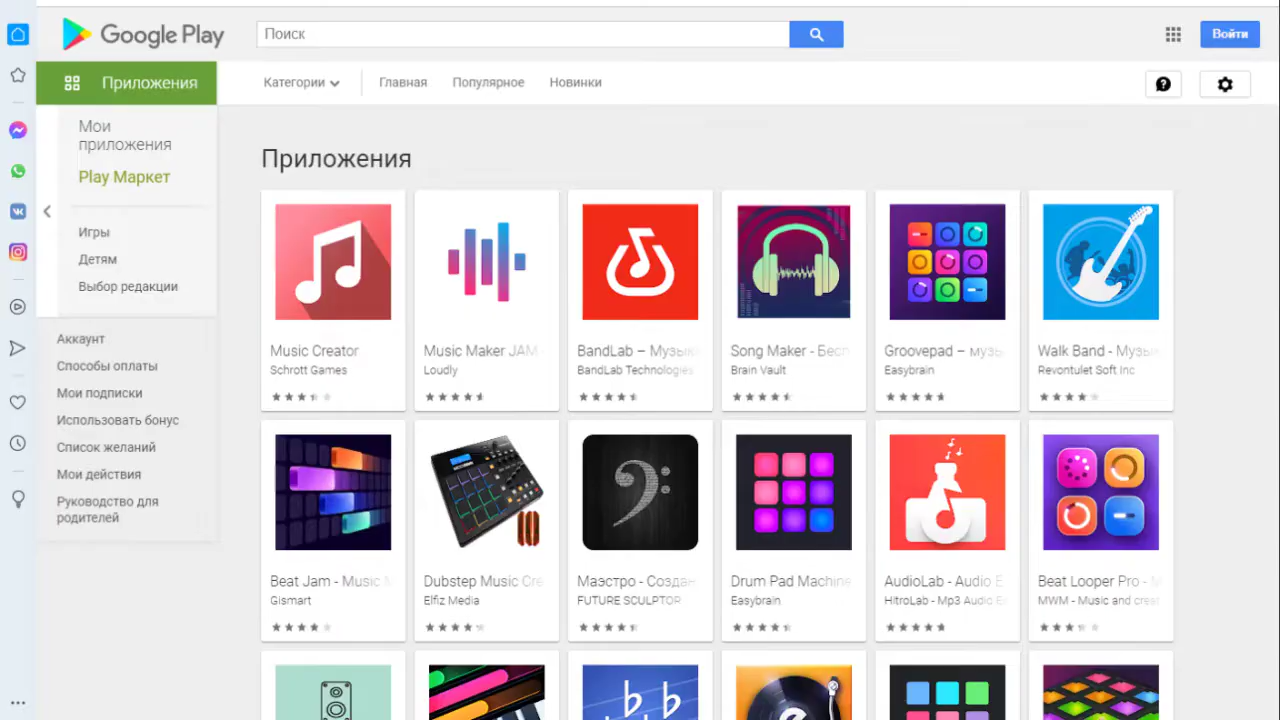 Google Play
Поиск
Войти
Приложения
Категории
Главная
Популярное
Новинки
Мои
приложения
Play Маркет
Игры
Детям
Выбор редакции
Аккаунт
Способы оплаты
Мои подписки
Использовать бонус
Список желаний
Мои действия
Руководство для
родителей
Приложения
Music Creator
Schrott Games
Music Maker JAM
Loudly
BandLab – Музык
BandLab Technologies
Song Maker - Бесп
Brain Vault
Groovepad – музы
Easybrain
Walk Band - Музы
Revontulet Soft Inc
Beat Jam - Music M
Gismart
Dubstep Music Cre
Elfiz Media
Маэстро - Создан
FUTURE SCULPTOR
Drum Pad Machine
Easybrain
AudioLab - Audio E
HitroLab - Mp3 Audio E
Beat Looper Pro -
MWM - Music and crea